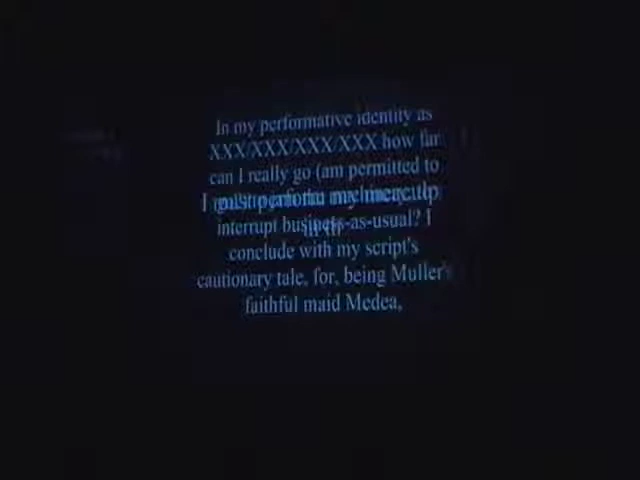 In my performative identity as
XXX/XXX/XXX/XXX how far
can I really go (am permitted to
interrupt business-as-usual? I
conclude with my script's
cautionary tale, for, being Muller's
faithful maid Medea,